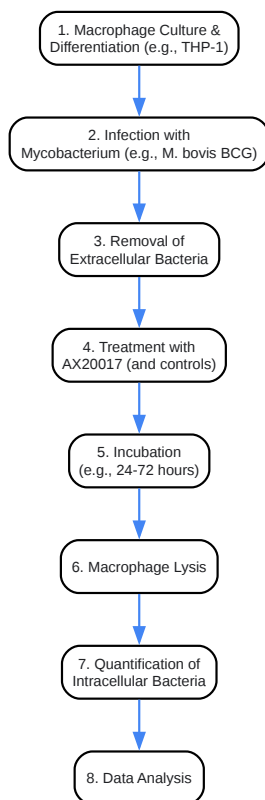 1. Macrophage Culture &
Differentiation (e.g., THP-1)
2. Infection with
Mycobacterium (e.g., M. bovis BCG)
3. Removal of
Extracellular Bacteria
4. Treatment with
AX20017 (and controls)
5. Incubation
(e.g., 24-72 hours)
6. Macrophage Lysis
7. Quantification of
Intracellular Bacteria
8. Data Analysis